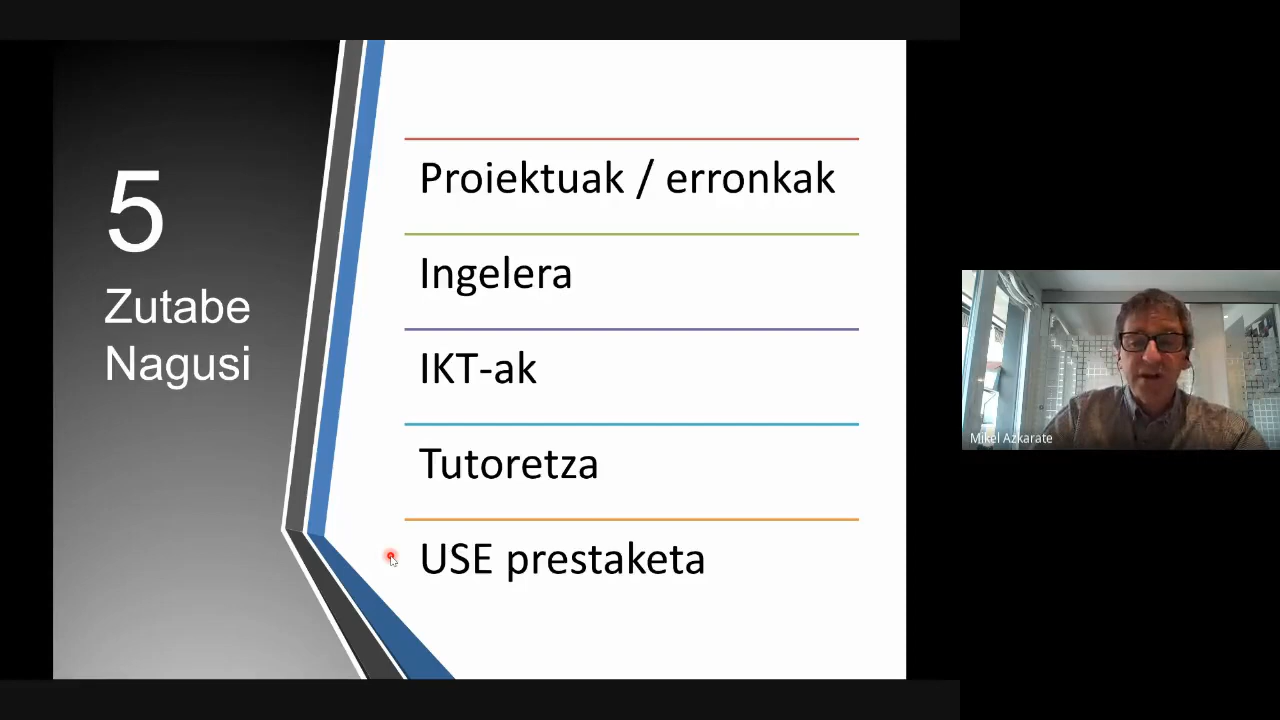 5
Zutabe
Nagusi
Proiektuak / erronkak
Ingelera
IKT-ak
Tutoretza
USE prestaketa
Mikel Azkarate